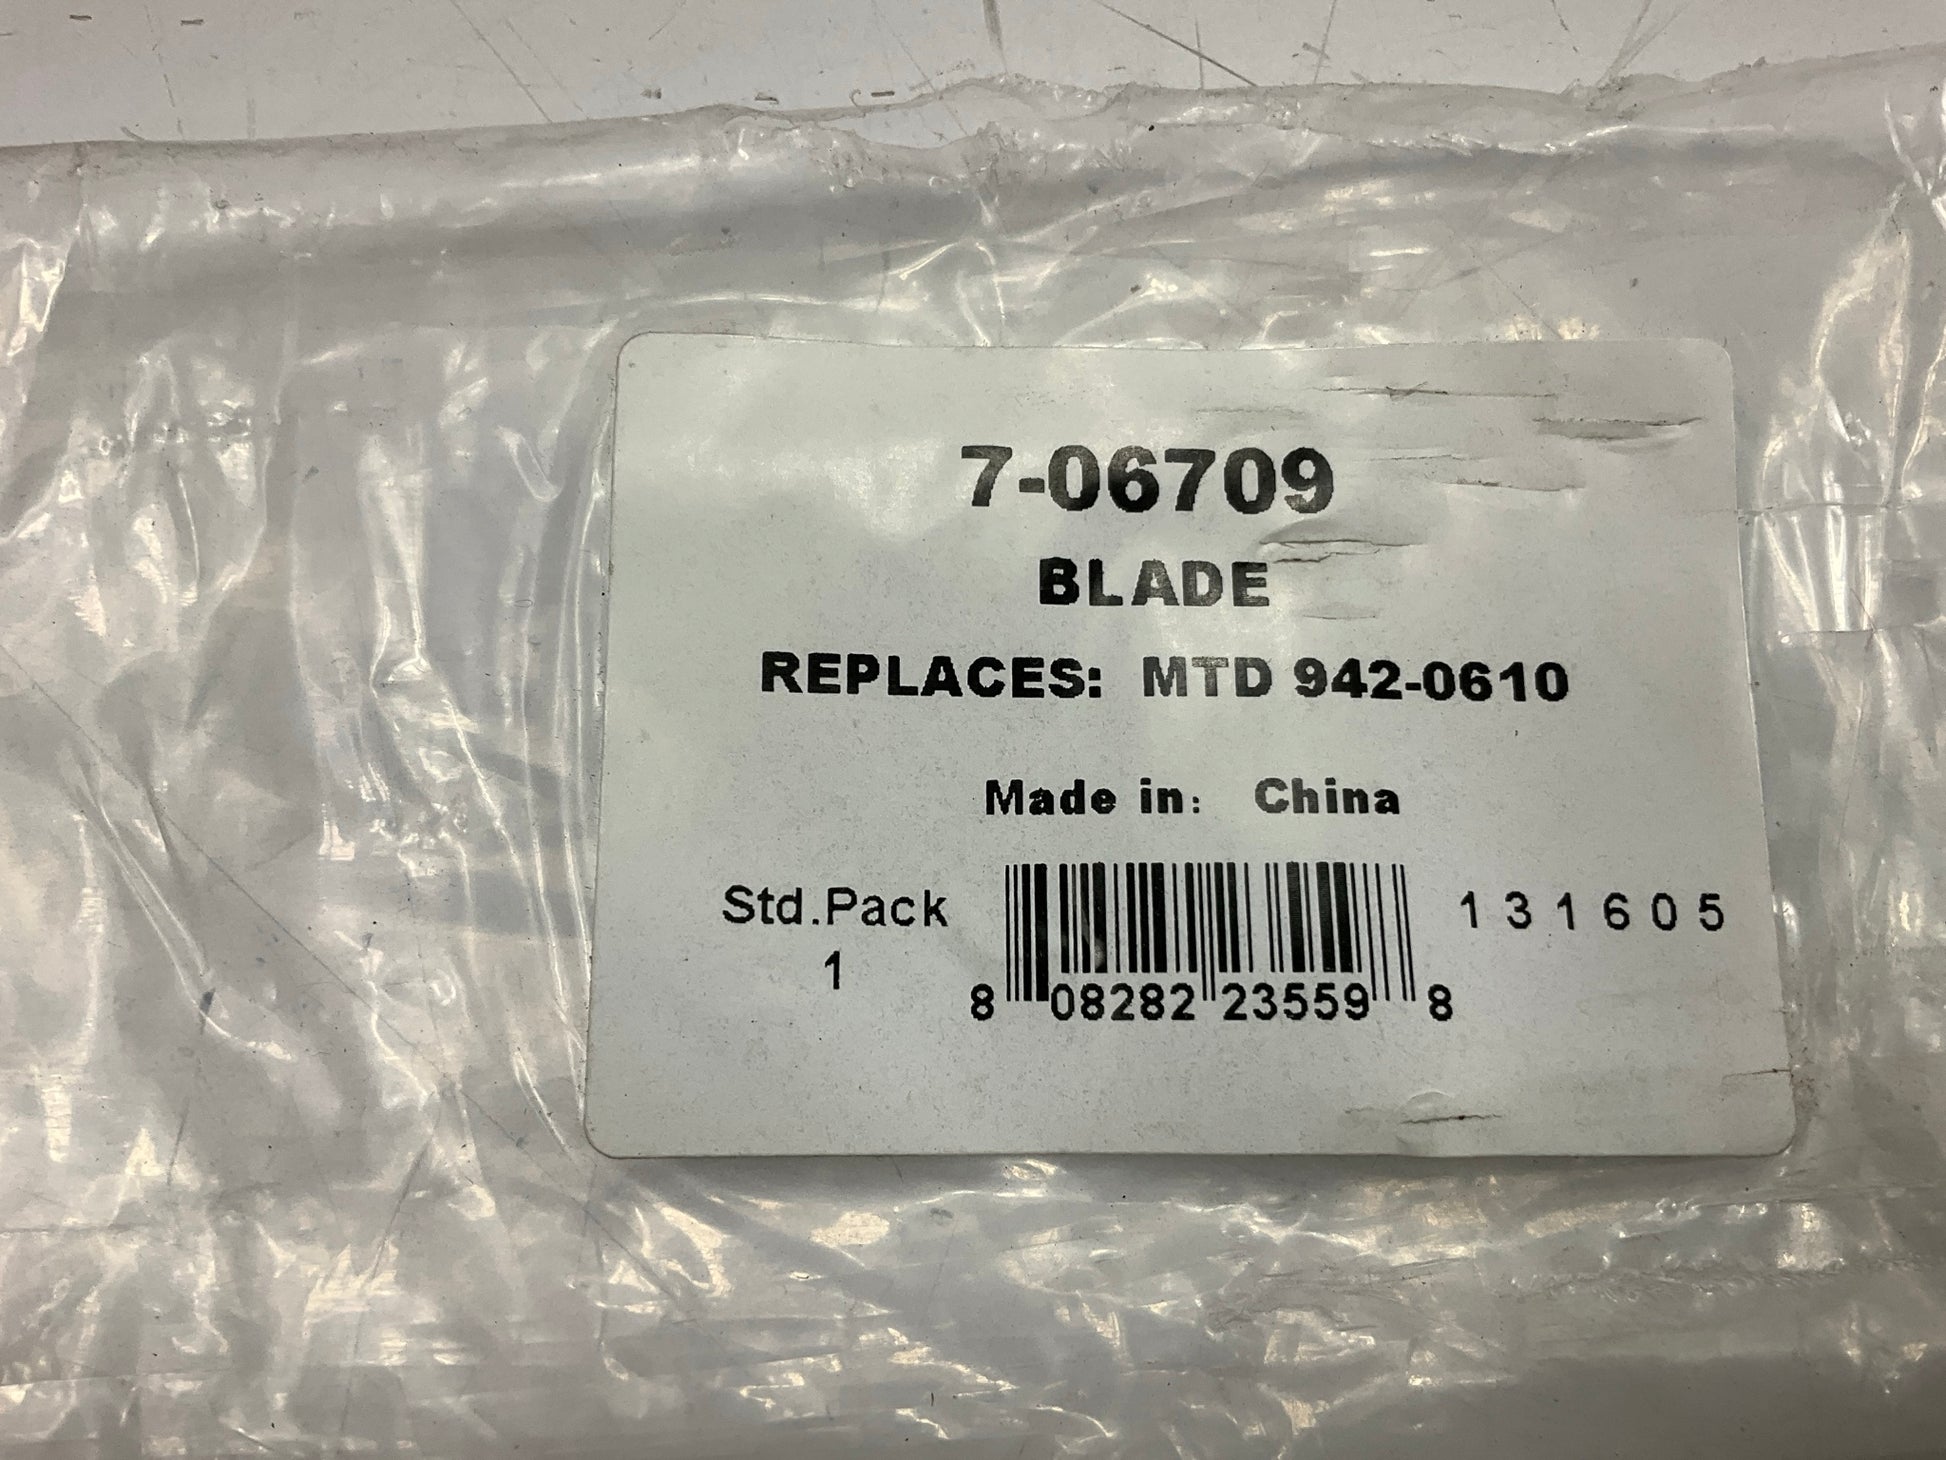 7-06709
BLADE
REPLACES: MTD 942-0610
Made in: China
Std.Pack
1
131605
8 08282 23559 8